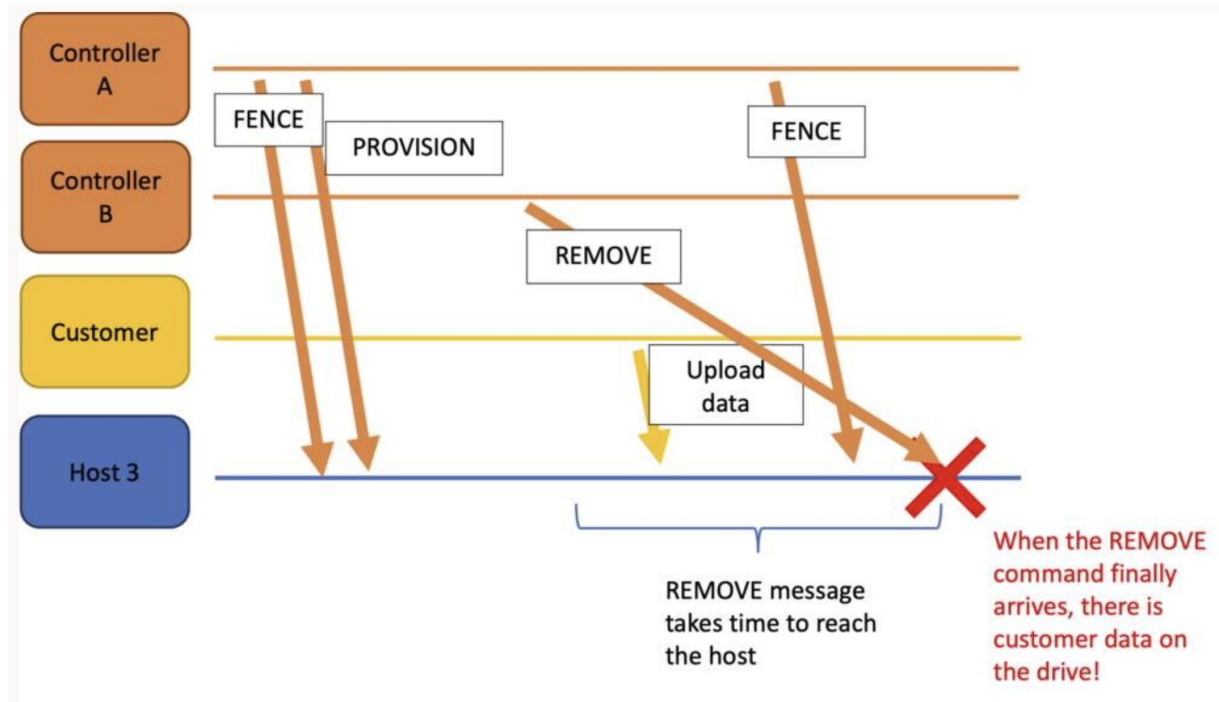 Controller
A
FENCE
PROVISION
FENCE
Controller
B
REMOVE
Customer
Upload
data
Host 3
REMOVE message
takes time to reach
the host
When the REMOVE
command finally
arrives, there is
customer data on
the drive!